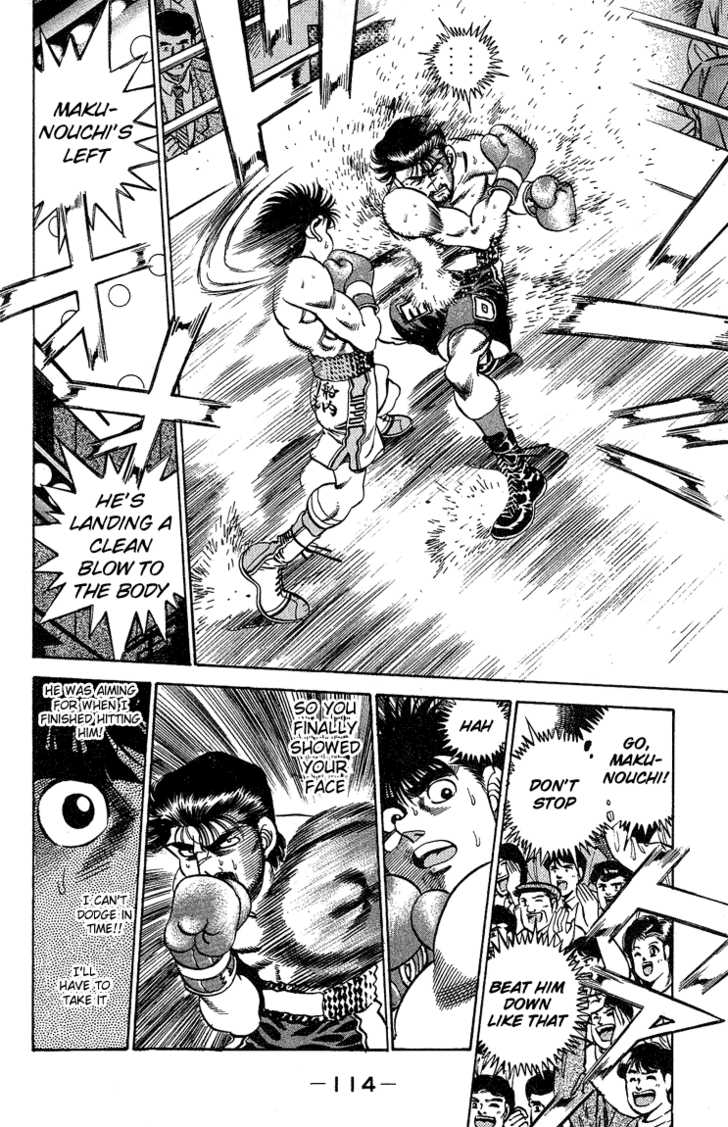 ......
MAKU-
NOUCHI'S
LEFT
HE'S
LANDING A
CLEAN
BLOW TO
THE BODY
GO,
MAKU-
NOUCHI!
DON'T
STOP
BEAT HIM
DOWN
LIKE THAT
HAH
SO YOU
FINALLY
SHOWED
YOUR
FACE
HE WAS AIMING
FOR WHEN I
FINISHED HITTING
HIM!
I CAN'T
DODGE IN
TIME!!
I'LL
HAVE TO
TAKE IT
—114—